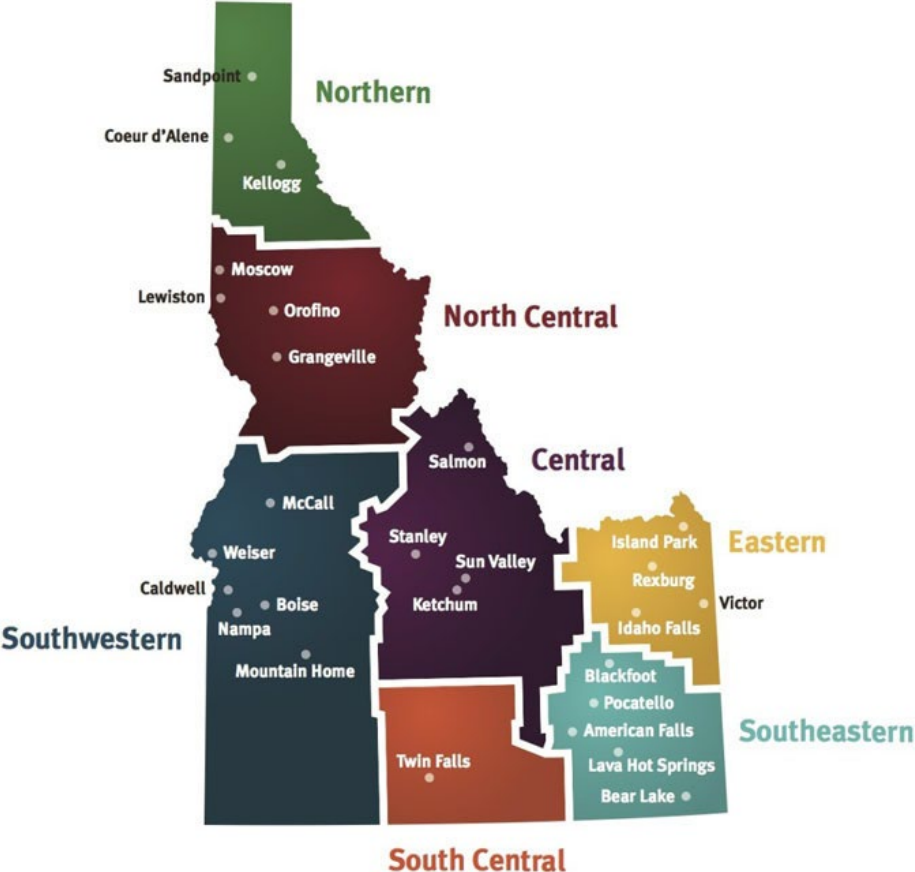 Sandpoint
Northern
Coeur d'Alene
Kellogg
Moscow
Lewiston
Orofino
North Central
Grangeville
Salmon
Central
McCall
Stanley
Island Park
Eastern
Weiser
Sun Valley
Rexburg
Caldwell
Ketchum
Victor
Boise
Nampa
Idaho Falls
Southwestern
Mountain Home
Blackfoot
Pocatello
American Falls
Southeastern
Twin Falls
Lava Hot Springs
Bear Lake
South Central